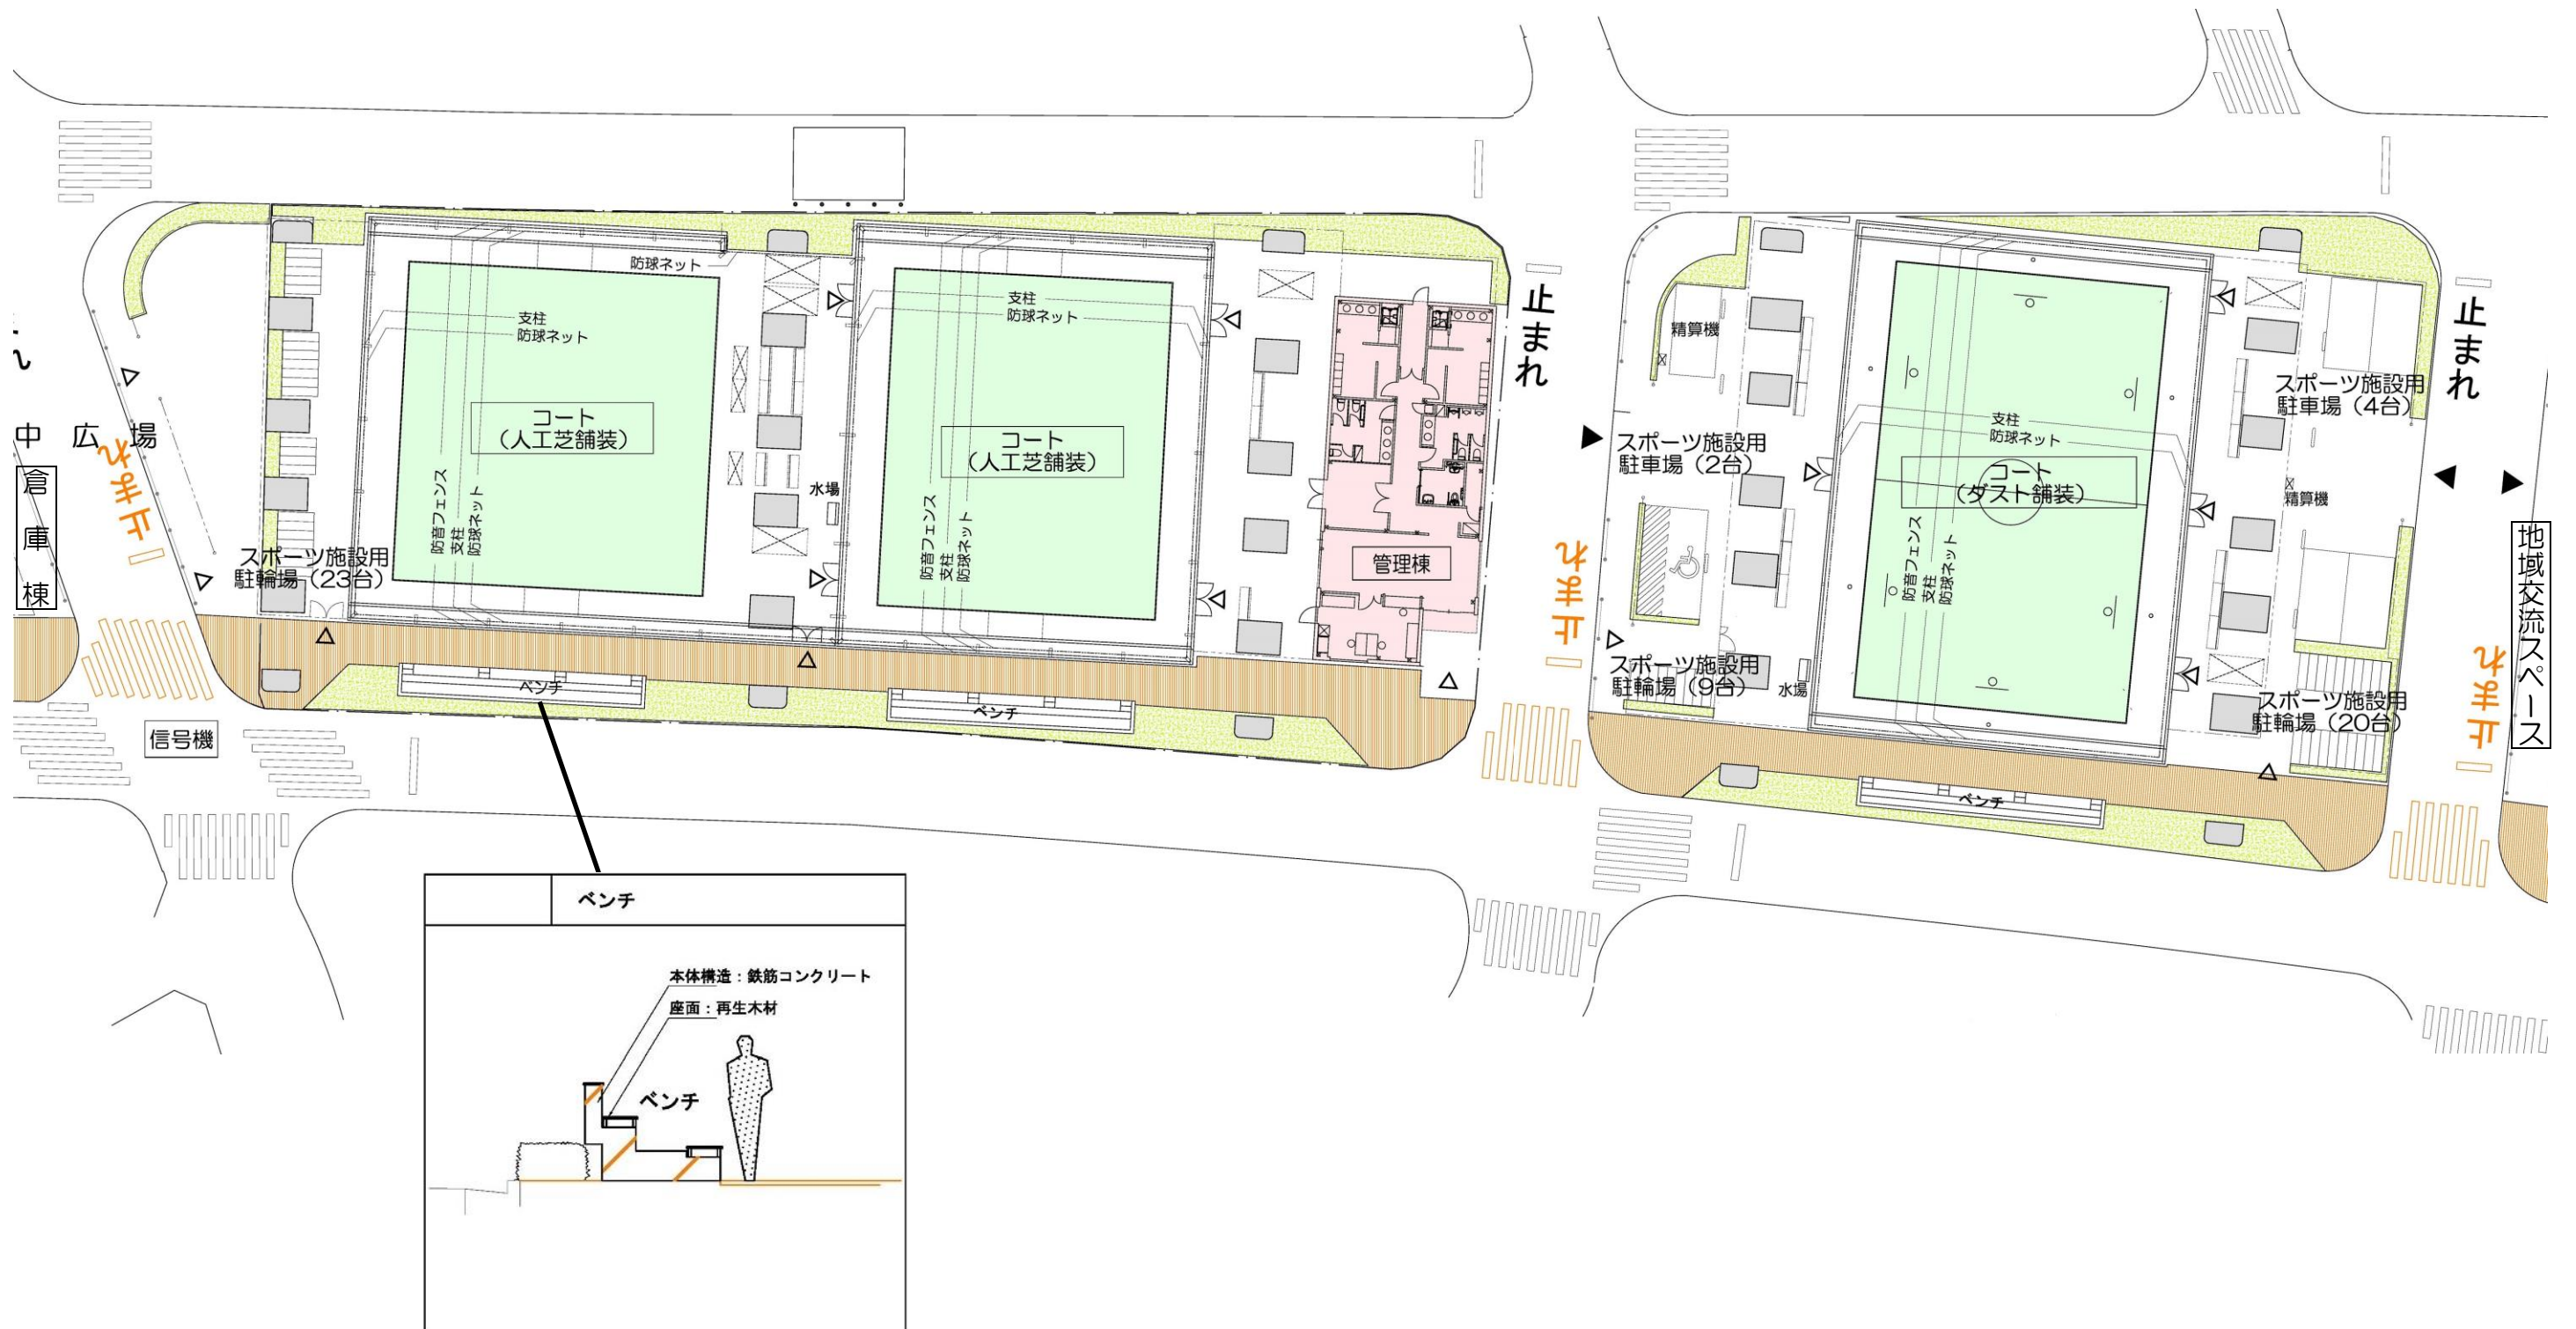 中 広 場
倉庫棟
止まれ
スポーツ施設用
駐輪場（23台）
信号機
防球ネット
支柱
防球ネット
コート
（人工芝舗装）
防音フェンス
支柱
防球ネット
水場
ベンチ
支柱
防球ネット
コート
（人工芝舗装）
防音フェンス
支柱
防球ネット
ベンチ
管理棟
止まれ
止まれ
精算機
スポーツ施設用
駐車場（2台）
スポーツ施設用
駐輪場（9台）
水場
支柱
防球ネット
コート
（ダスト舗装）
防音フェンス
支柱
防球ネット
ベンチ
スポーツ施設用
駐車場（4台）
精算機
スポーツ施設用
駐輪場（20台）
止まれ
止まれ
地域交流スペース
ベンチ
本体構造：鉄筋コンクリート
座面：再生木材
ベンチ